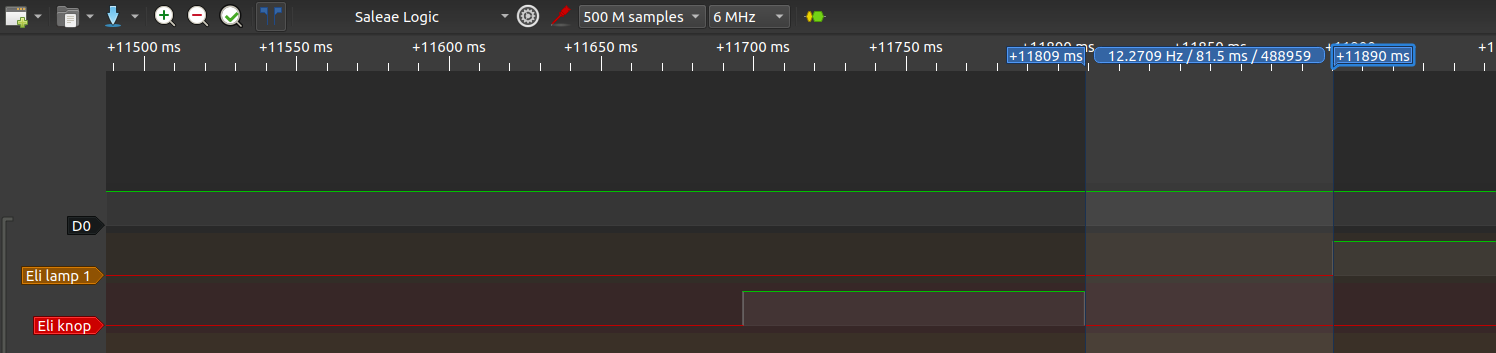 Saleae Logic 500 M samples 6 MHz
+11500 ms +11550 ms +11600 ms +11650 ms +11700 ms +11750 ms
+11809 ms 12.2709 Hz / 81.5 ms / 488959 +11890 ms
D0
Eli lamp 1
Eli knop